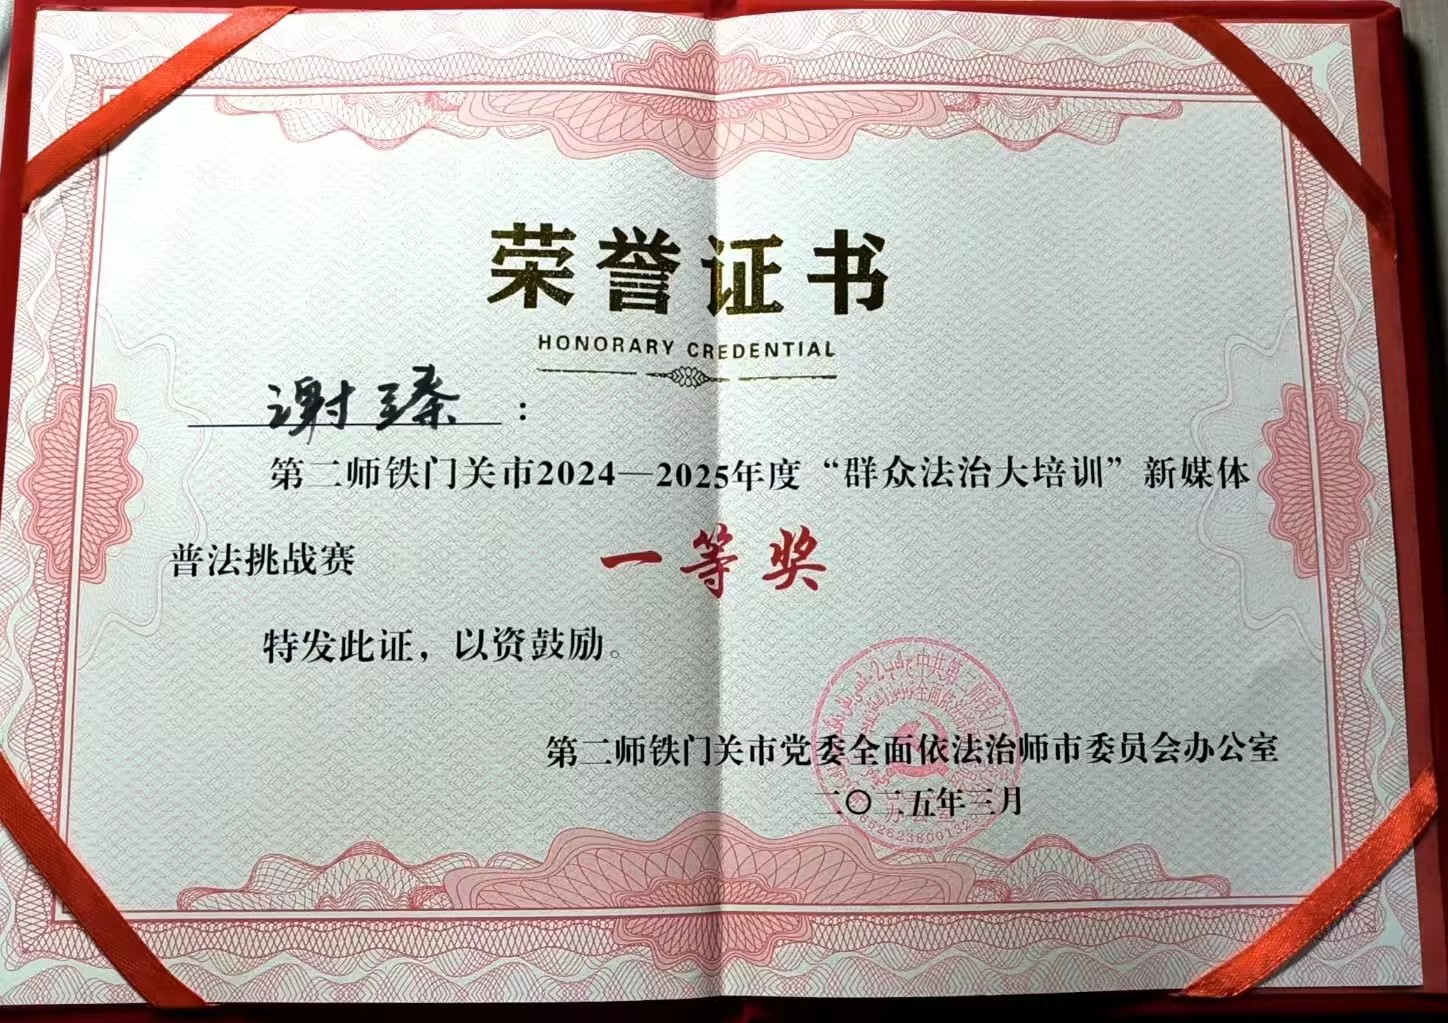 荣誉证书
HONORARY CREDENTIAL
谢臻：
第二师铁门关市2024—2025年度“群众法治大培训”新媒体
普法挑战赛 一等奖
特发此证，以资鼓励。
第二师铁门关市党委全面依法治师市委员会办公室
二〇二五年三月
办公室